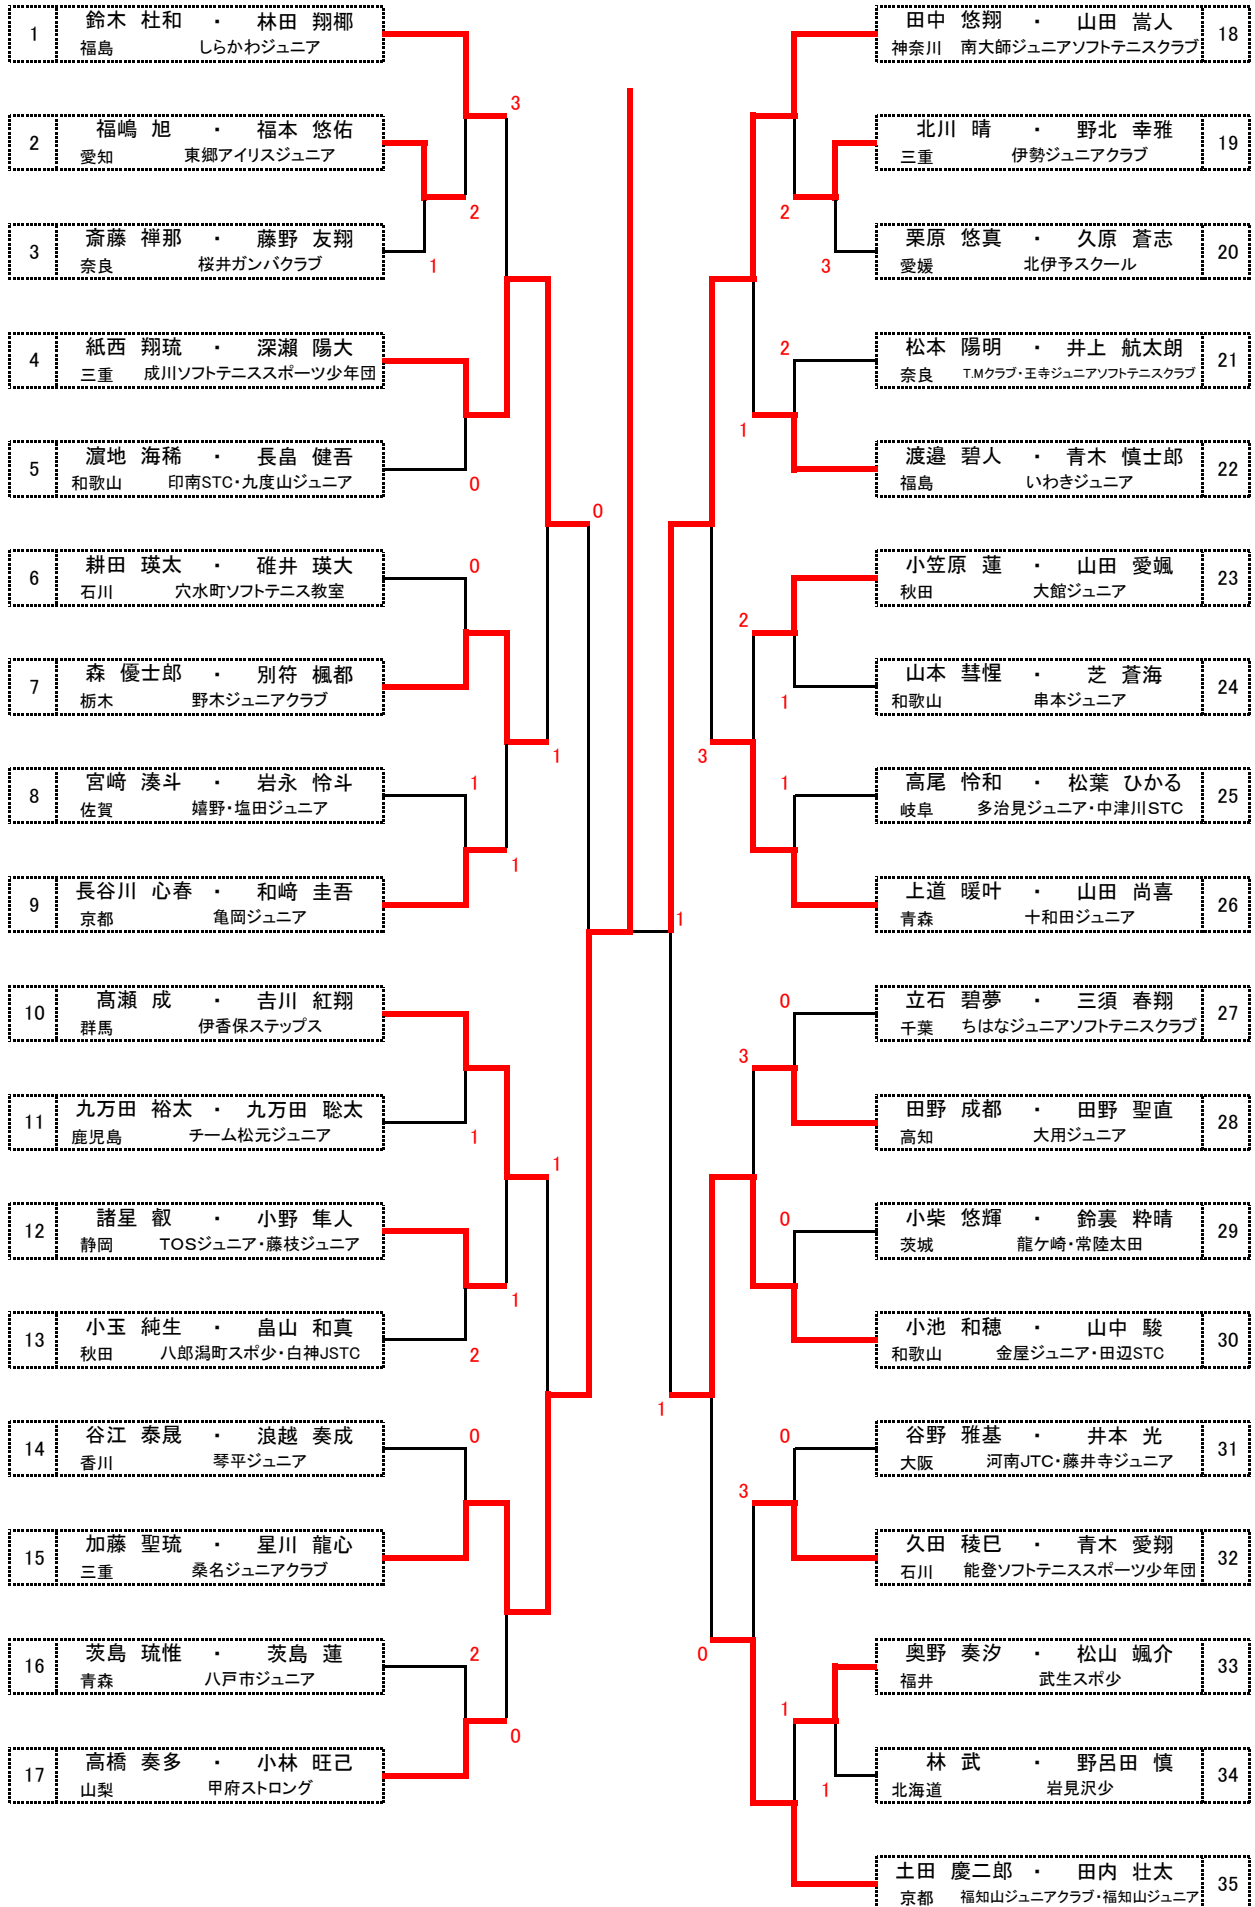 1 鈴木 杜和 ・ 林田 翔椰
福島 しらかわジュニア
2 福嶋 旭 ・ 福本 悠佑
愛知 東郷アイリスジュニア
3 斎藤 禅那 ・ 藤野 友翔
奈良 桜井ガンバクラブ
4 紙西 翔琉 ・ 深瀬 陽大
三重 成川ソフトテニススポーツ少年団
5 濵地 海稀 ・ 長畠 健吾
和歌山 印南STC・九度山ジュニア
6 耕田 瑛太 ・ 碓井 瑛大
石川 穴水町ソフトテニス教室
7 森 優士郎 ・ 別符 楓都
栃木 野木ジュニアクラブ
8 宮﨑 湊斗 ・ 岩永 怜斗
佐賀 嬉野・塩田ジュニア
9 長谷川 心春 ・ 和﨑 圭吾
京都 亀岡ジュニア
10 髙瀬 成 ・ 吉川 紅翔
群馬 伊香保ステップス
11 九万田 裕太 ・ 九万田 聡太
鹿児島 チーム松元ジュニア
12 諸星 叡 ・ 小野 隼人
静岡 TOSジュニア・藤枝ジュニア
13 小玉 純生 ・ 畠山 和真
秋田 八郎潟町スポ少・白神JSTC
14 谷江 泰晟 ・ 浪越 奏成
香川 琴平ジュニア
15 加藤 聖琉 ・ 星川 龍心
三重 桑名ジュニアクラブ
16 茨島 琉惟 ・ 茨島 蓮
青森 八戸市ジュニア
17 高橋 奏多 ・ 小林 旺己
山梨 甲府ストロング
3
2
1
0
0
0
1
1
1
1
1
1
2
0
2
0
田中 悠翔 ・ 山田 嵩人 18
神奈川 南大師ジュニアソフトテニスクラブ
北川 晴 ・ 野北 幸雅 19
三重 伊勢ジュニアクラブ
栗原 悠真 ・ 久原 蒼志 20
愛媛 北伊予スクール
松本 陽明 ・ 井上 航太朗 21
奈良 T.Mクラブ・王寺ジュニアソフトテニスクラブ
渡邉 碧人 ・ 青木 慎士郎 22
福島 いわきジュニア
小笠原 蓮 ・ 山田 愛颯 23
秋田 大館ジュニア
山本 彗惺 ・ 芝 蒼海 24
和歌山 串本ジュニア
高尾 怜和 ・ 松葉 ひかる 25
岐阜 多治見ジュニア・中津川STC
上道 暖叶 ・ 山田 尚喜 26
青森 十和田ジュニア
立石 碧夢 ・ 三須 春翔 27
千葉 ちはなジュニアソフトテニスクラブ
田野 成都 ・ 田野 聖直 28
高知 大用ジュニア
小柴 悠輝 ・ 鈴裏 粋晴 29
茨城 龍ケ崎・常陸太田
小池 和穂 ・ 山中 駿 30
和歌山 金屋ジュニア・田辺STC
谷野 雅基 ・ 井本 光 31
大阪 河南JTC・藤井寺ジュニア
久田 稜巳 ・ 青木 愛翔 32
石川 能登ソフトテニススポーツ少年団
奥野 奏汐 ・ 松山 颯介 33
福井 武生スポ少
林 武 ・ 野呂田 慎 34
北海道 岩見沢少
土田 慶二郎 ・ 田内 壮太 35
京都 福知山ジュニアクラブ・福知山ジュニア
2
3
2
1
2
1
3
1
1
0
3
0
1
0
3
0
1
1